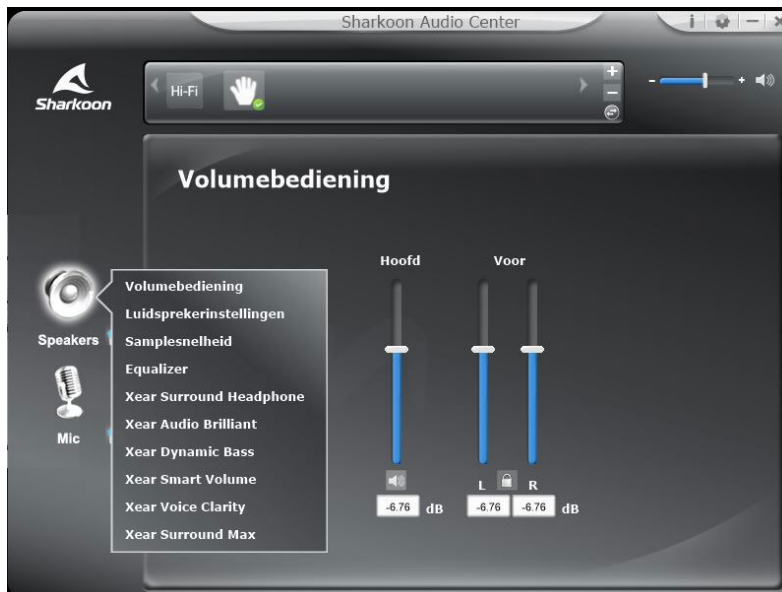 Sharkoon Audio Center
i
Sharkoon
Hi-Fi
- +
Volumebediening
Hoofd Voor
Volumebediening
Luidsprekerinstellingen
Samplesnelheid
Equalizer
Xear Surround Headphone
Xear Audio Brilliant
Xear Dynamic Bass
Xear Smart Volume
Xear Voice Clarity
Xear Surround Max
Speakers
Mic
L R
-6.76 dB -6.76 -6.76 dB